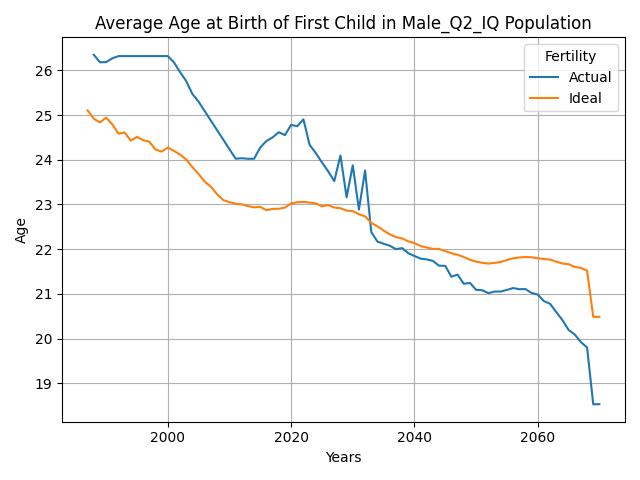 Average Age at Birth of First Child in Male_Q2_IQ Population
Fertility
Actual
Ideal
Age
26
25
24
23
22
21
20
19
2000 2020 2040 2060
Years